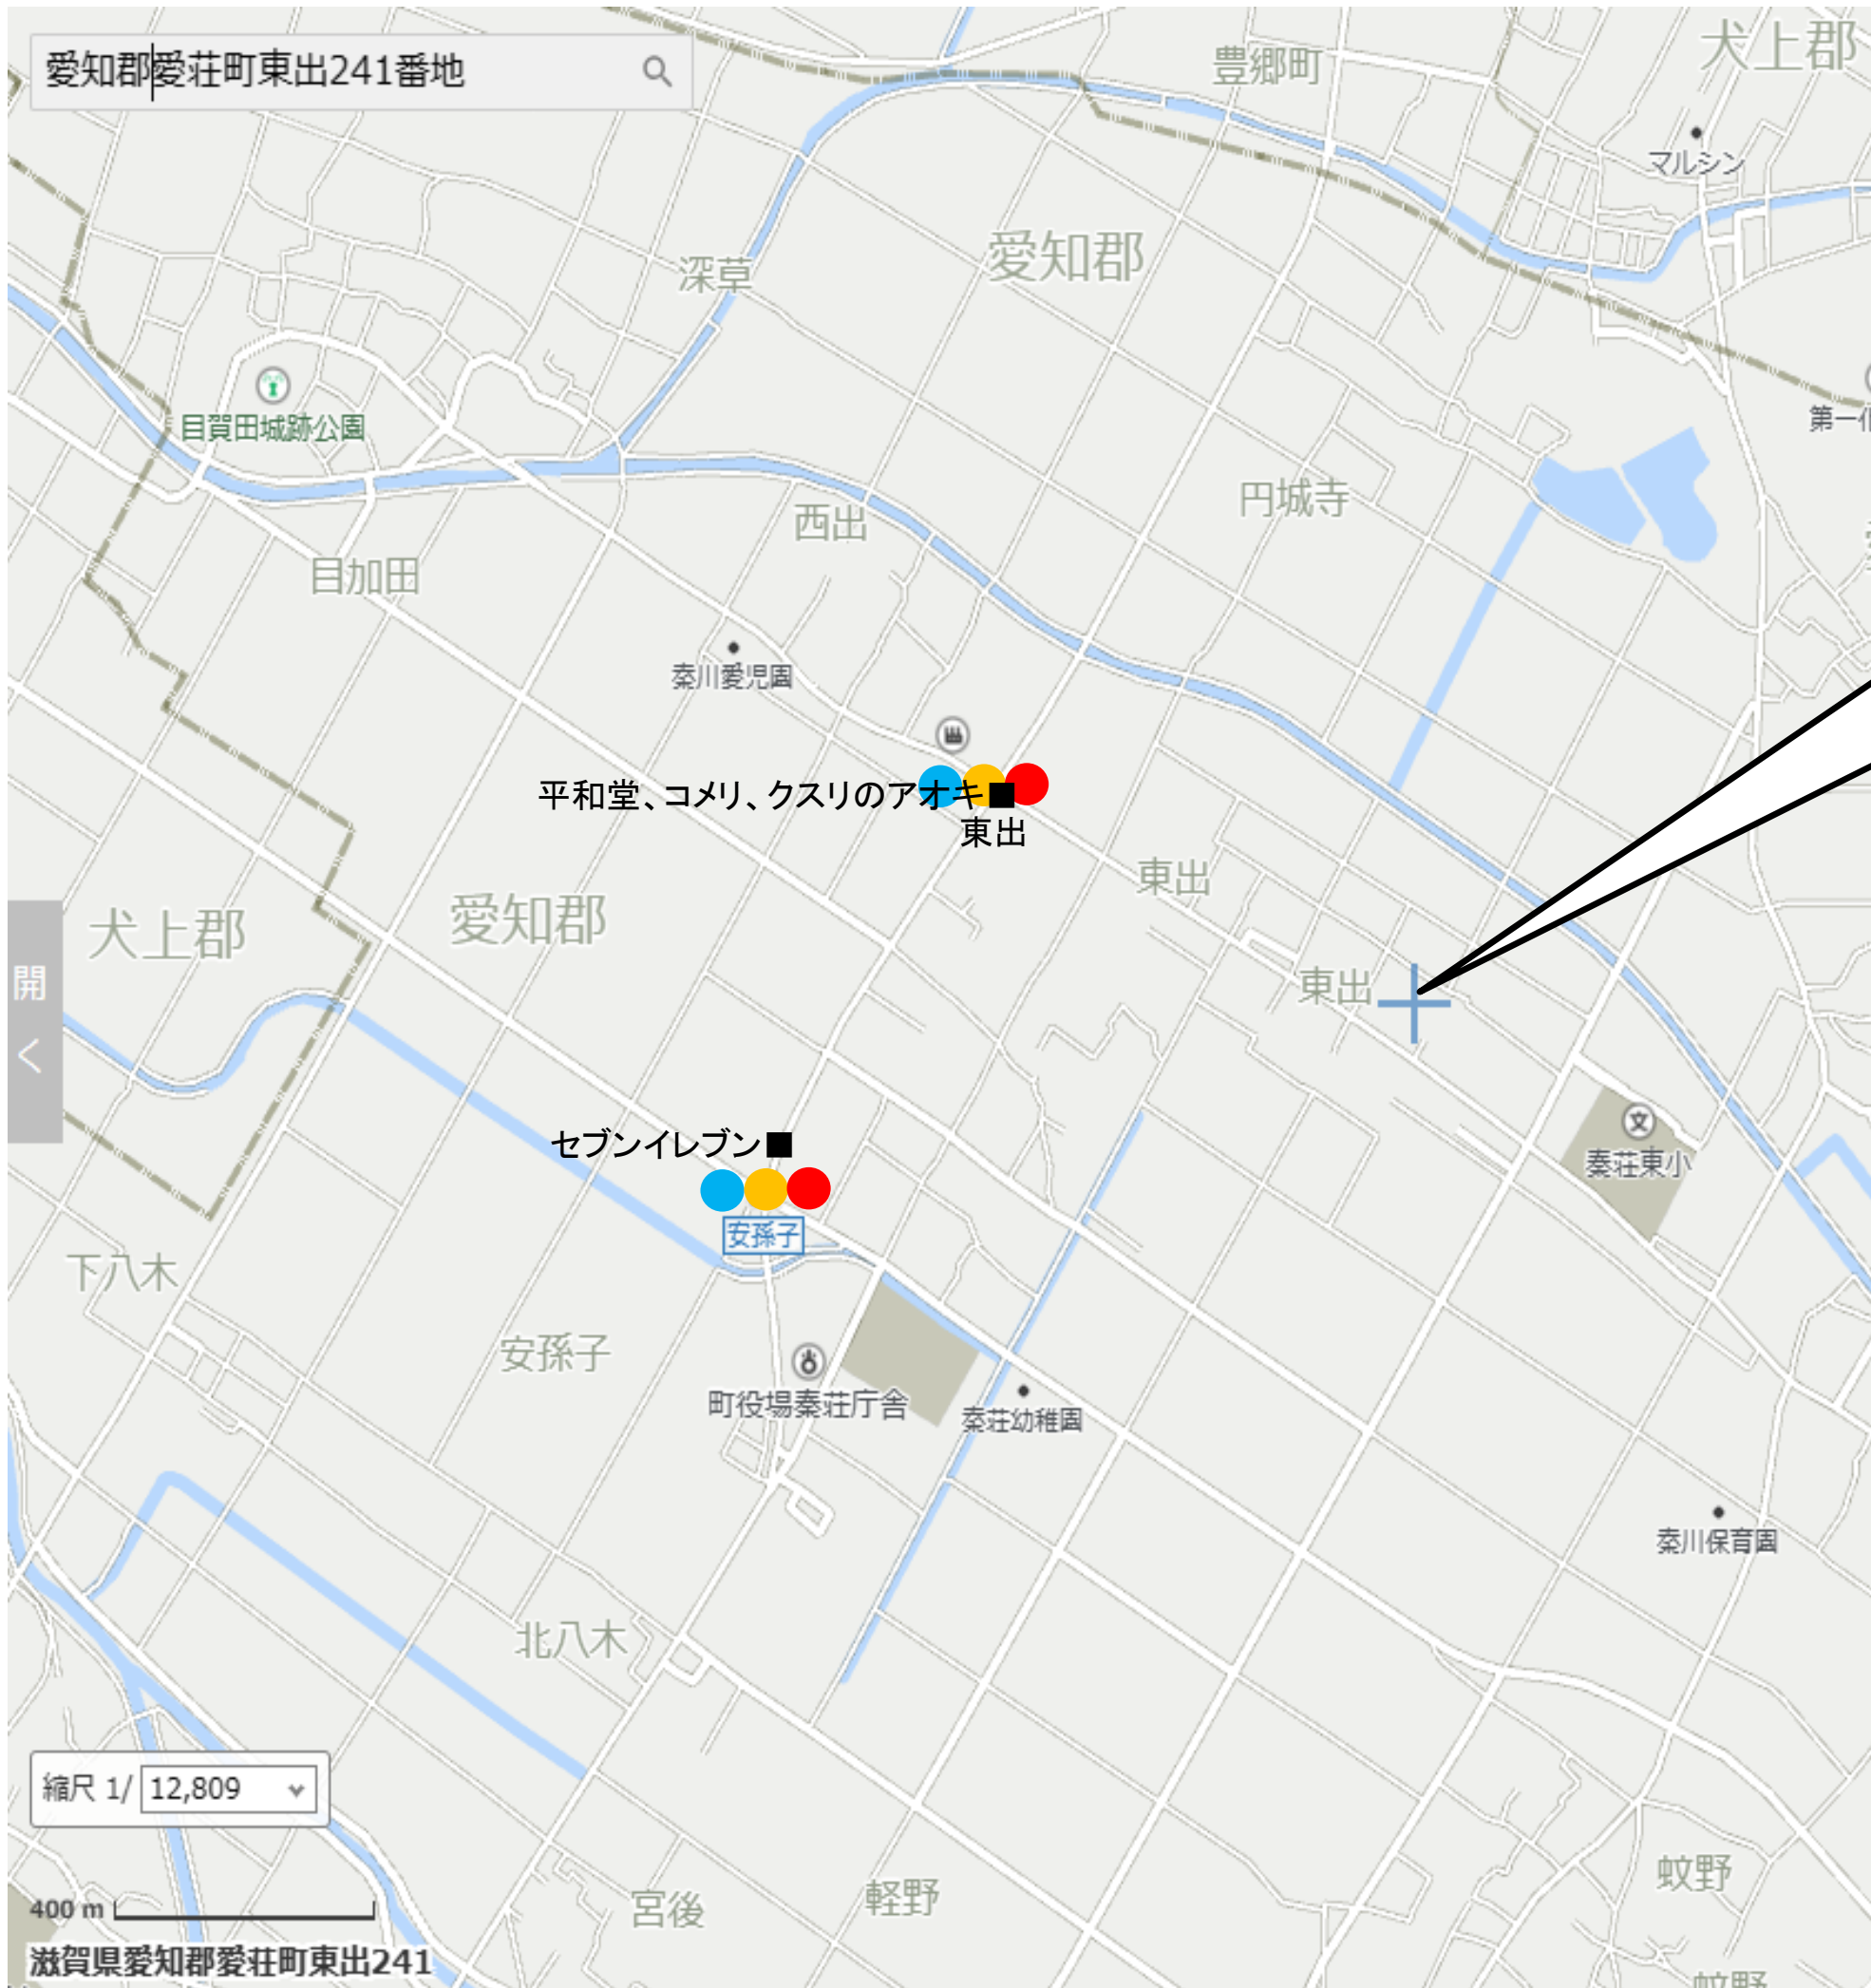 愛知郡愛荘町東出241番地
犬上郡
豊郷町
マルシン
愛知郡
深草
第一
目賀田城跡公園
円城寺
西出
目加田
秦川愛児園
平和堂、コメリ、クスリのアオキ■
東出
東出
愛知郡
犬上郡
開
く
東出
セブンイレブン■
秦荘東小
安孫子
下八木
安孫子
町役場秦荘庁舎
秦荘幼稚園
秦川保育園
北八木
縮尺 1/ 12,809
蚊野
軽野
宮後
400 m
滋賀県愛知郡愛荘町東出241
蚊野